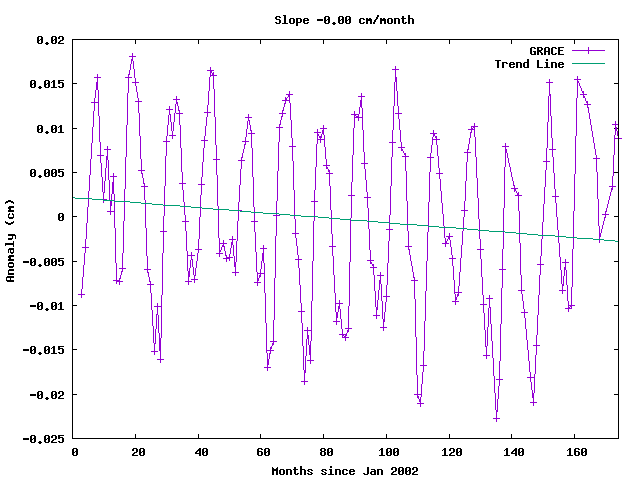 Slope -0.00 cm/month
GRACE
Trend Line
Anomaly (cm)
0.02
0.015
0.01
0.005
0
-0.005
-0.01
-0.015
-0.02
-0.025
0 20 40 60 80 100 120 140 160
Months since Jan 2002